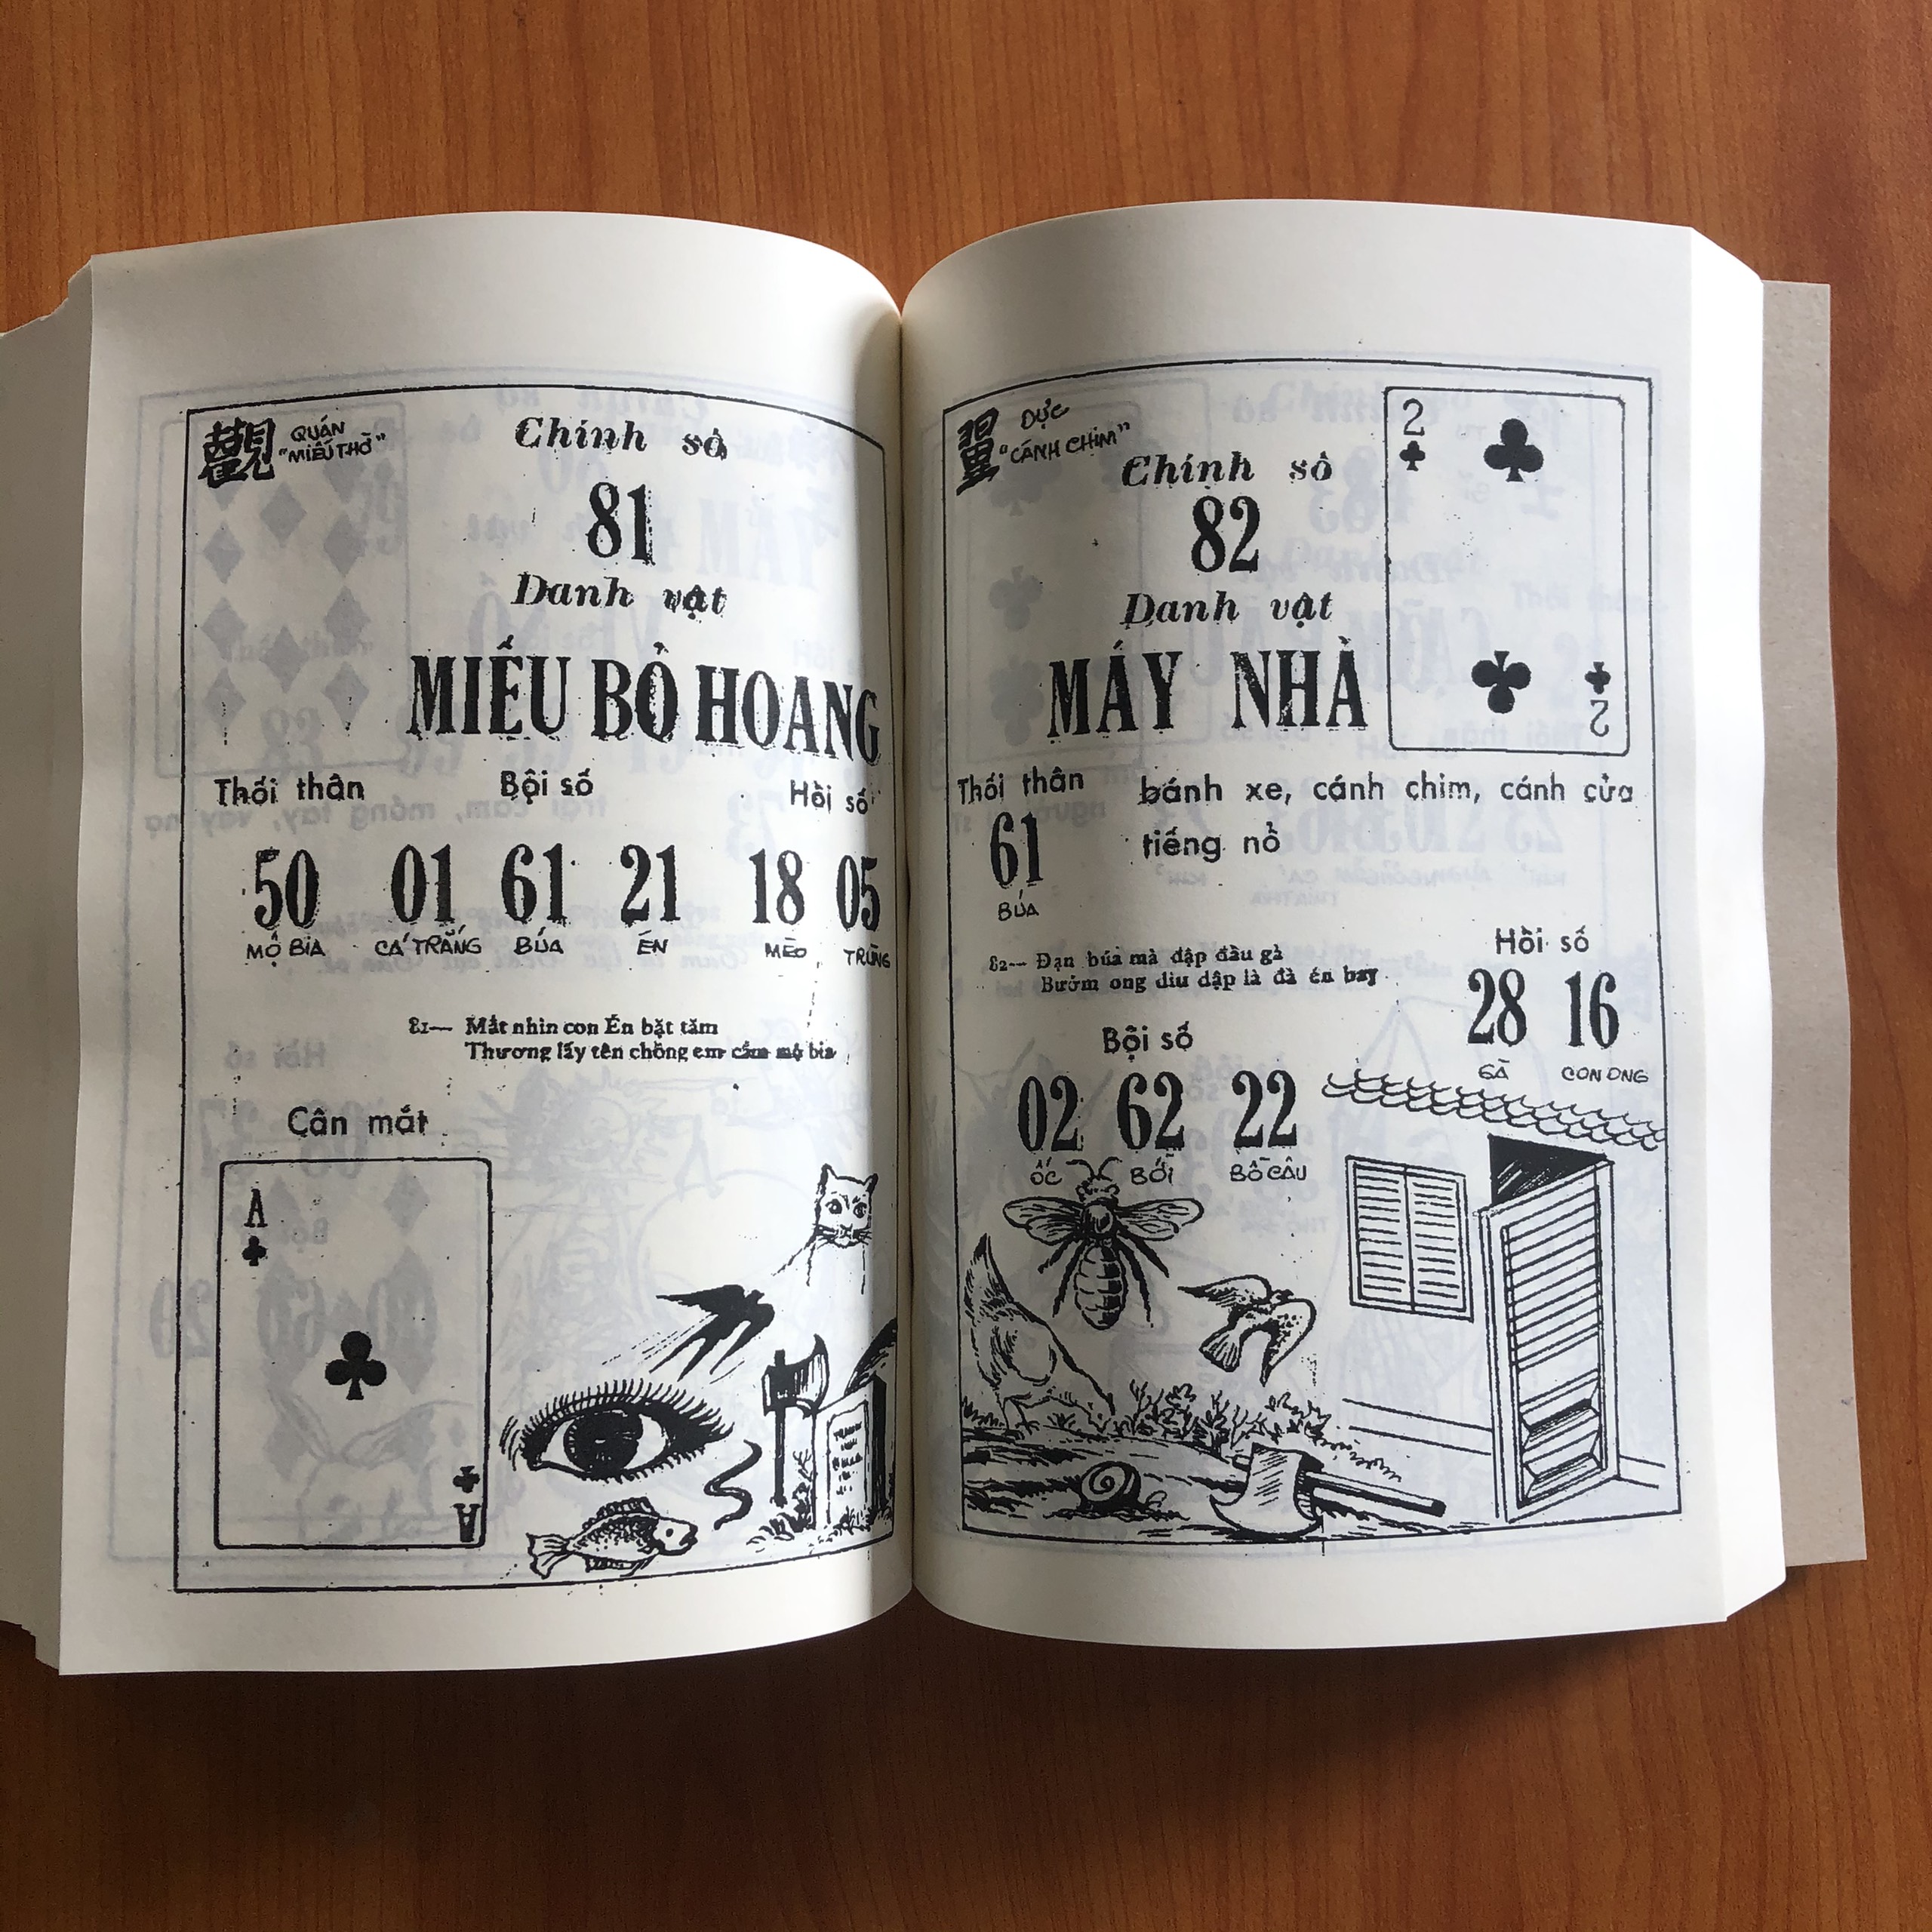 觀 QUÁN
"MIẾU THỜ"
Chính số
81
Danh vật
MIẾU BỎ HOANG
Thối thân Bội số Hồi số
50 01 61 21 18 05
MỘ BIA CÁ TRẮNG BÚA ÉN MÈO TRÙNG
81— Mắt nhìn con Én bặt tăm
Thương lấy tên chồng em cắm mộ bia
Cân mắt
A
A
翼 DỰC
"CÁNH CHIM"
Chính số
82
Danh vật
MÁY NHÀ
2
2
Thối thân bánh xe, cánh chim, cánh cửa
61 tiếng nổ
BÚA
82— Đạn búa mà đập đầu gà
Bướm ong dìu dập là đà én bay
Hồi số
28 16
GÀ CON ONG
Bội số
02 62 22
ỐC BỚI BỒ CÂU